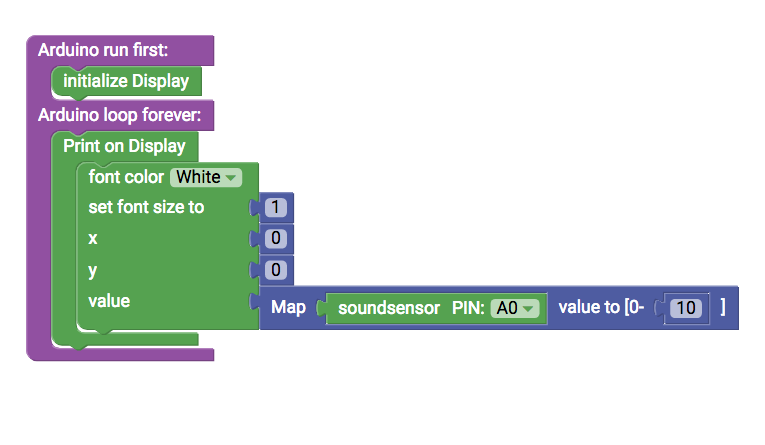 Arduino run first:
initialize Display
Arduino loop forever:
Print on Display
font color White
set font size to 1
x 0
y 0
value Map soundsensor PIN: A0 value to [0- 10 ]